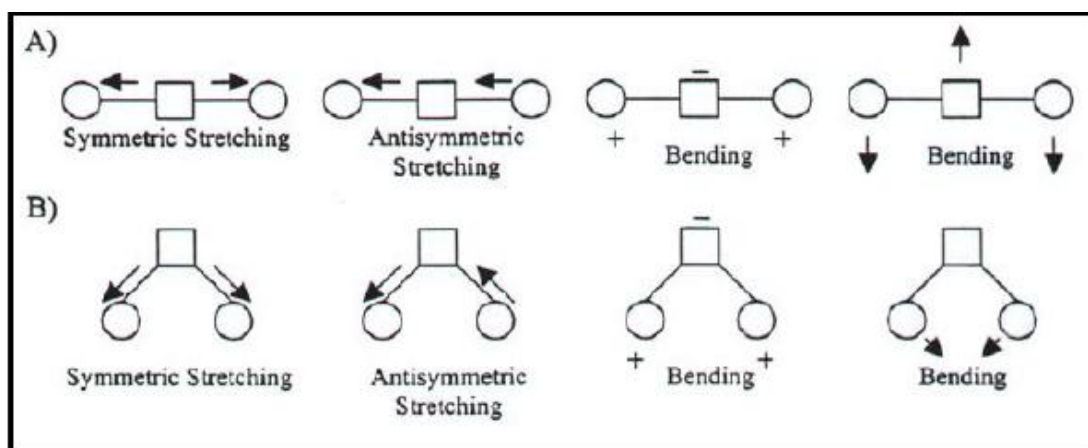 A)
Symmetric Stretching
Antisymmetric
Stretching
–
+ +
Bending
Bending
B)
Symmetric Stretching
Antisymmetric
Stretching
–
+ +
Bending
Bending